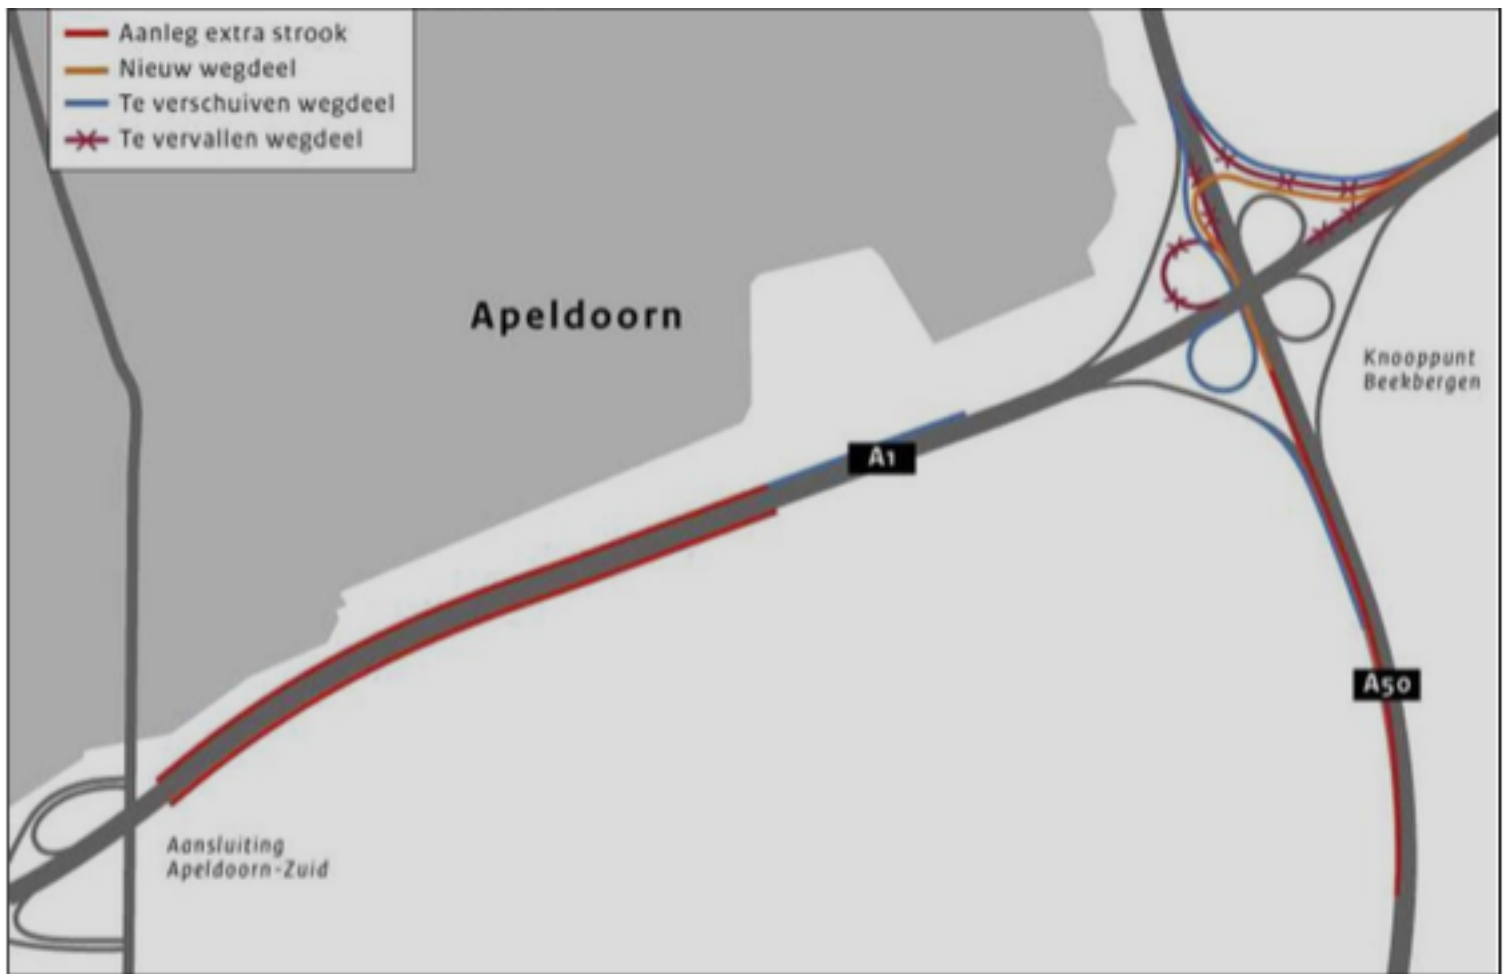 Aanleg extra strook
Nieuw wegdeel
Te verschuiven wegdeel
Te vervallen wegdeel
Apeldoorn
Knooppunt
Beekbergen
A1
A50
Aansluiting
Apeldoorn-Zuid